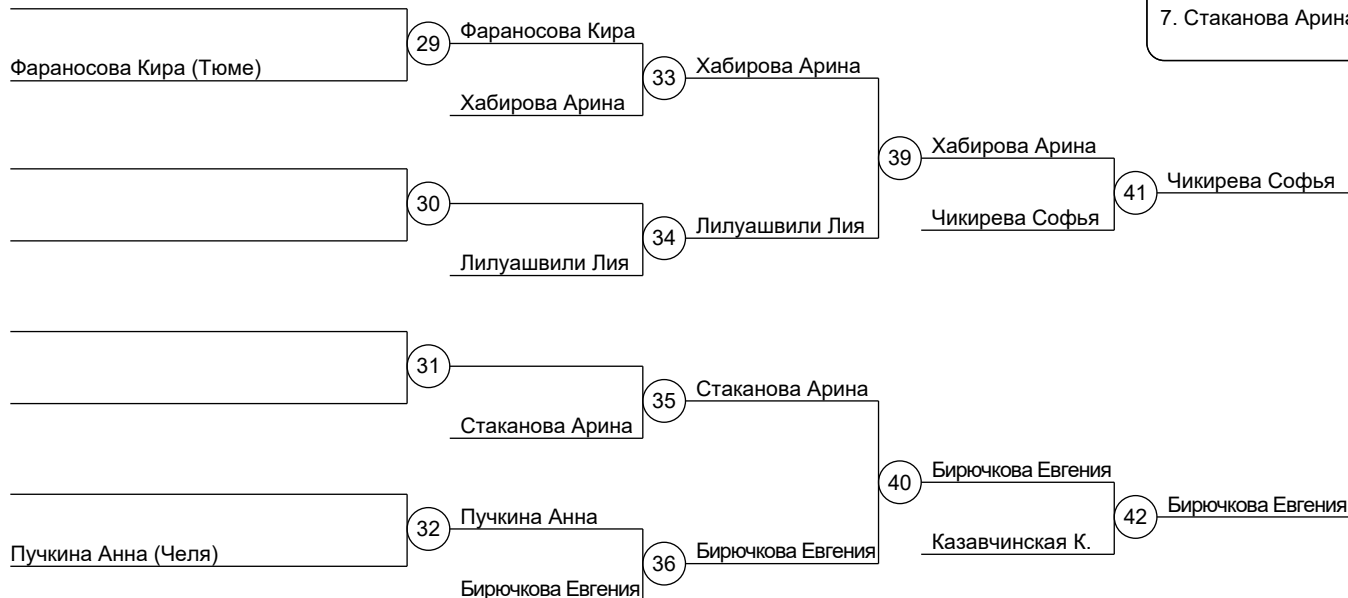 7. Стаканова Арина
29
Фараносова Кира
Фараносова Кира (Тюме)
33
Хабирова Арина
Хабирова Арина
39
Хабирова Арина
41
Чикирева Софья
Чикирева Софья
30
34
Лилуашвили Лия
Лилуашвили Лия
31
35
Стаканова Арина
Стаканова Арина
40
Бирючкова Евгения
42
Бирючкова Евгения
Казавчинская К.
32
Пучкина Анна
Пучкина Анна (Челя)
36
Бирючкова Евгения
Бирючкова Евгения